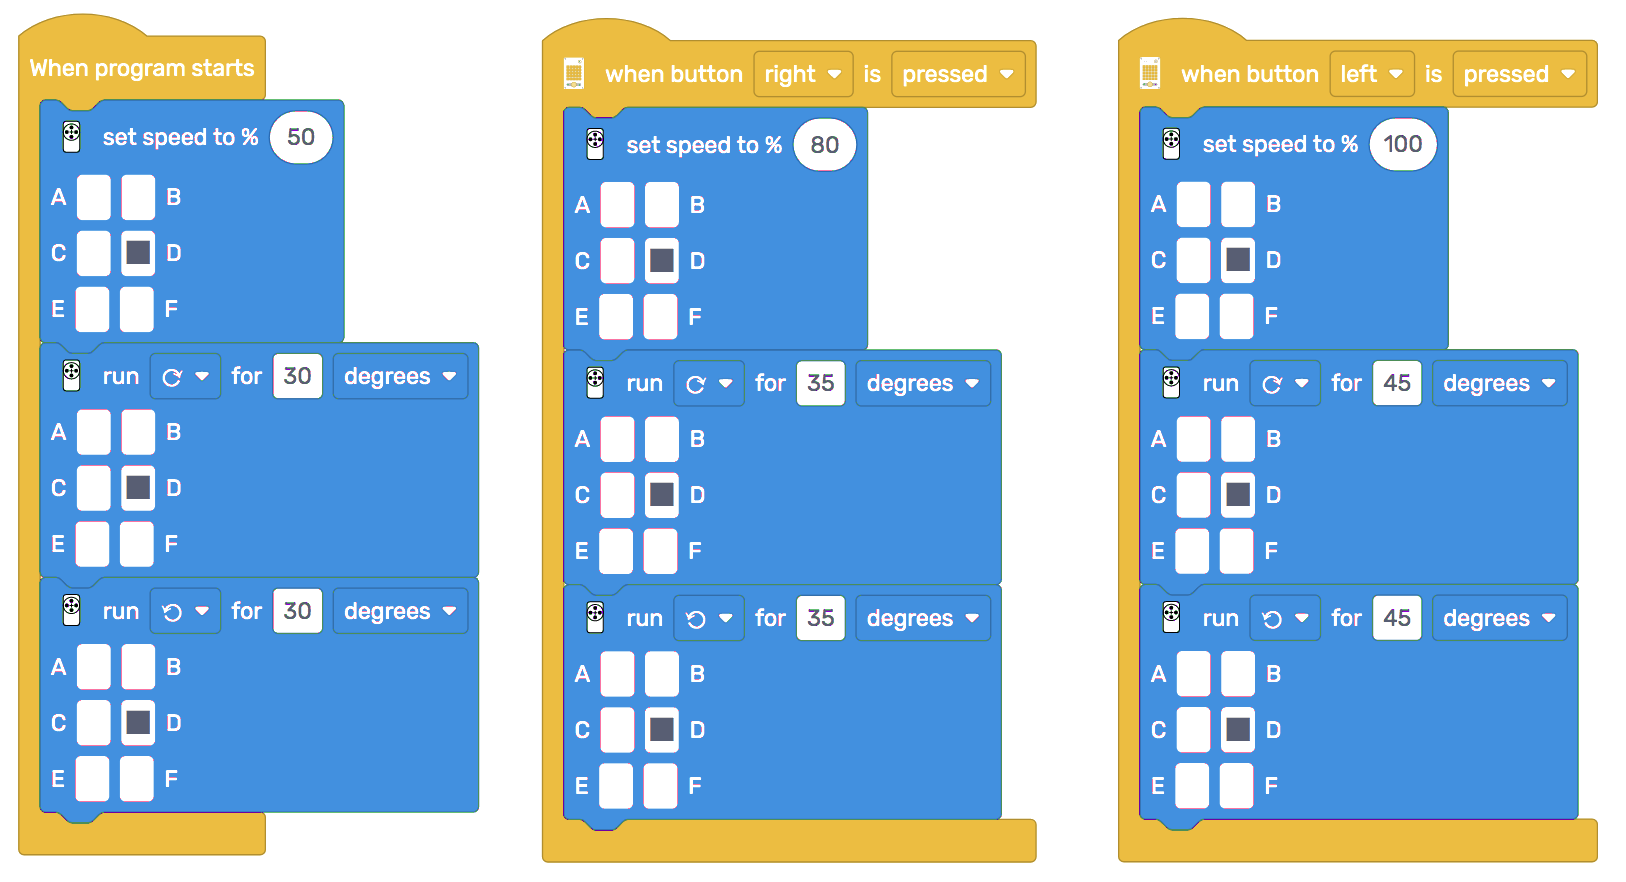 When program starts
set speed to % 50
A B
C D
E F
run for 30 degrees
A B
C D
E F
run for 30 degrees
A B
C D
E F
when button right is pressed
set speed to % 80
A B
C D
E F
run for 35 degrees
A B
C D
E F
run for 35 degrees
A B
C D
E F
when button left is pressed
set speed to % 100
A B
C D
E F
run for 45 degrees
A B
C D
E F
run for 45 degrees
A B
C D
E F